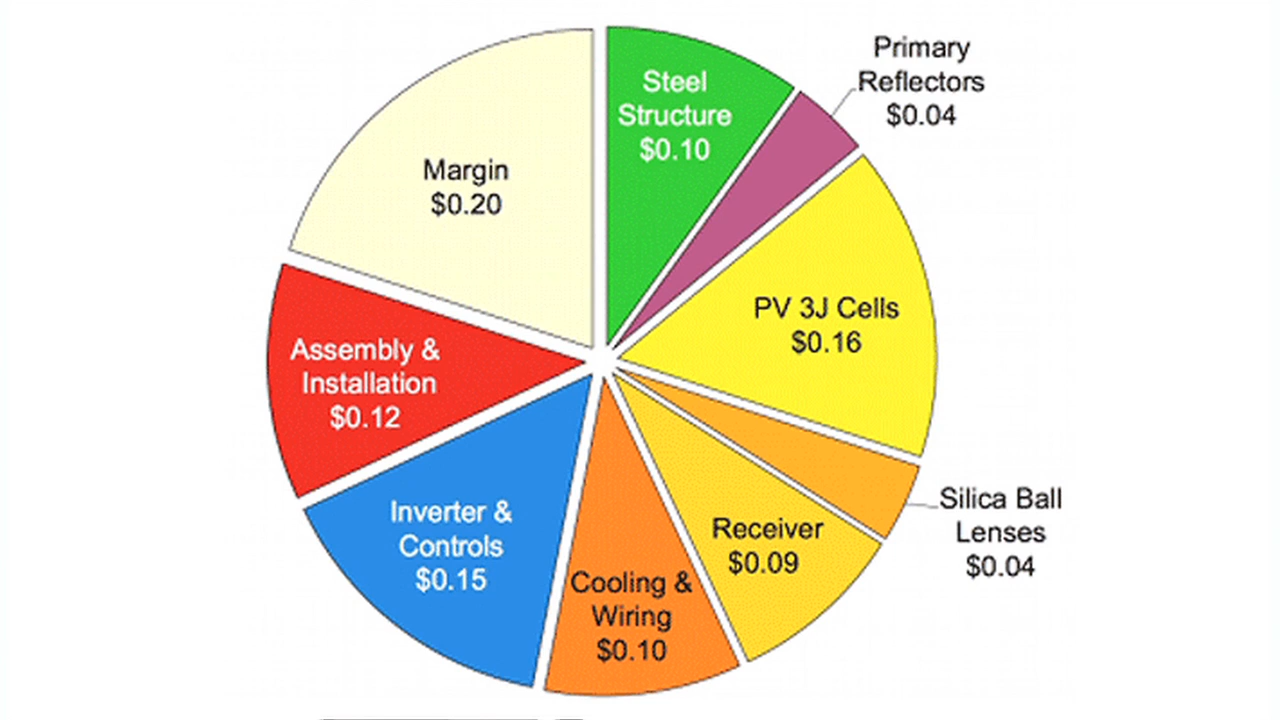 Primary
Reflectors
$0.04
Steel
Structure
$0.10
Margin
$0.20
PV 3J Cells
$0.16
Assembly &
Installation
$0.12
Silica Ball
Lenses
$0.04
Inverter &
Controls
$0.15
Receiver
$0.09
Cooling &
Wiring
$0.10